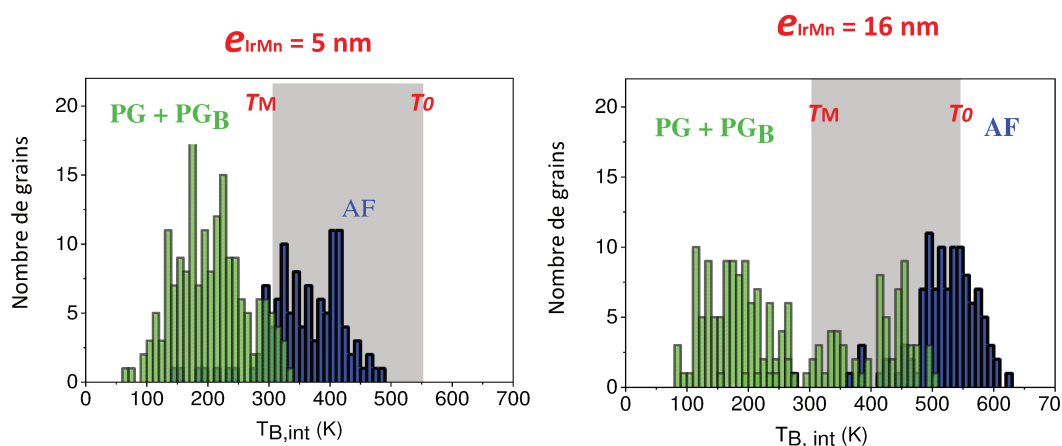 eIrMn = 5 nm
20
15
10
5
0
Nombre de grains
PG + PGB
TM
T0
AF
0 100 200 300 400 500 600 700
TB,int (K)
eIrMn = 16 nm
20
15
10
5
0
Nombre de grains
PG + PGB
TM
T0
AF
0 100 200 300 400 500 600 70
TB, int (K)